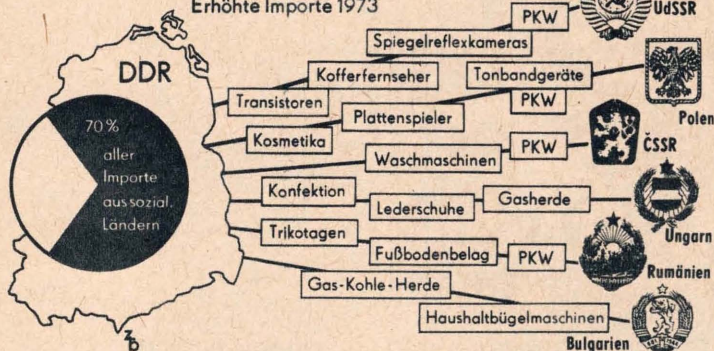 Erhöhte Importe 1973
DDR
70%
aller
Importe
aus sozial.
Ländern
Transistoren
Kofferfernseher
Spiegelreflexkameras
PKW
UdSSR
Kosmetika
Plattenspieler
Tonbandgeräte
PKW
Polen
Waschmaschinen
PKW
ČSSR
Konfektion
Lederschuhe
Gasherde
Ungarn
Trikotagen
Fußbodenbelag
PKW
Rumänien
Gas-Kohle-Herde
Haushaltbügelmaschinen
Bulgarien